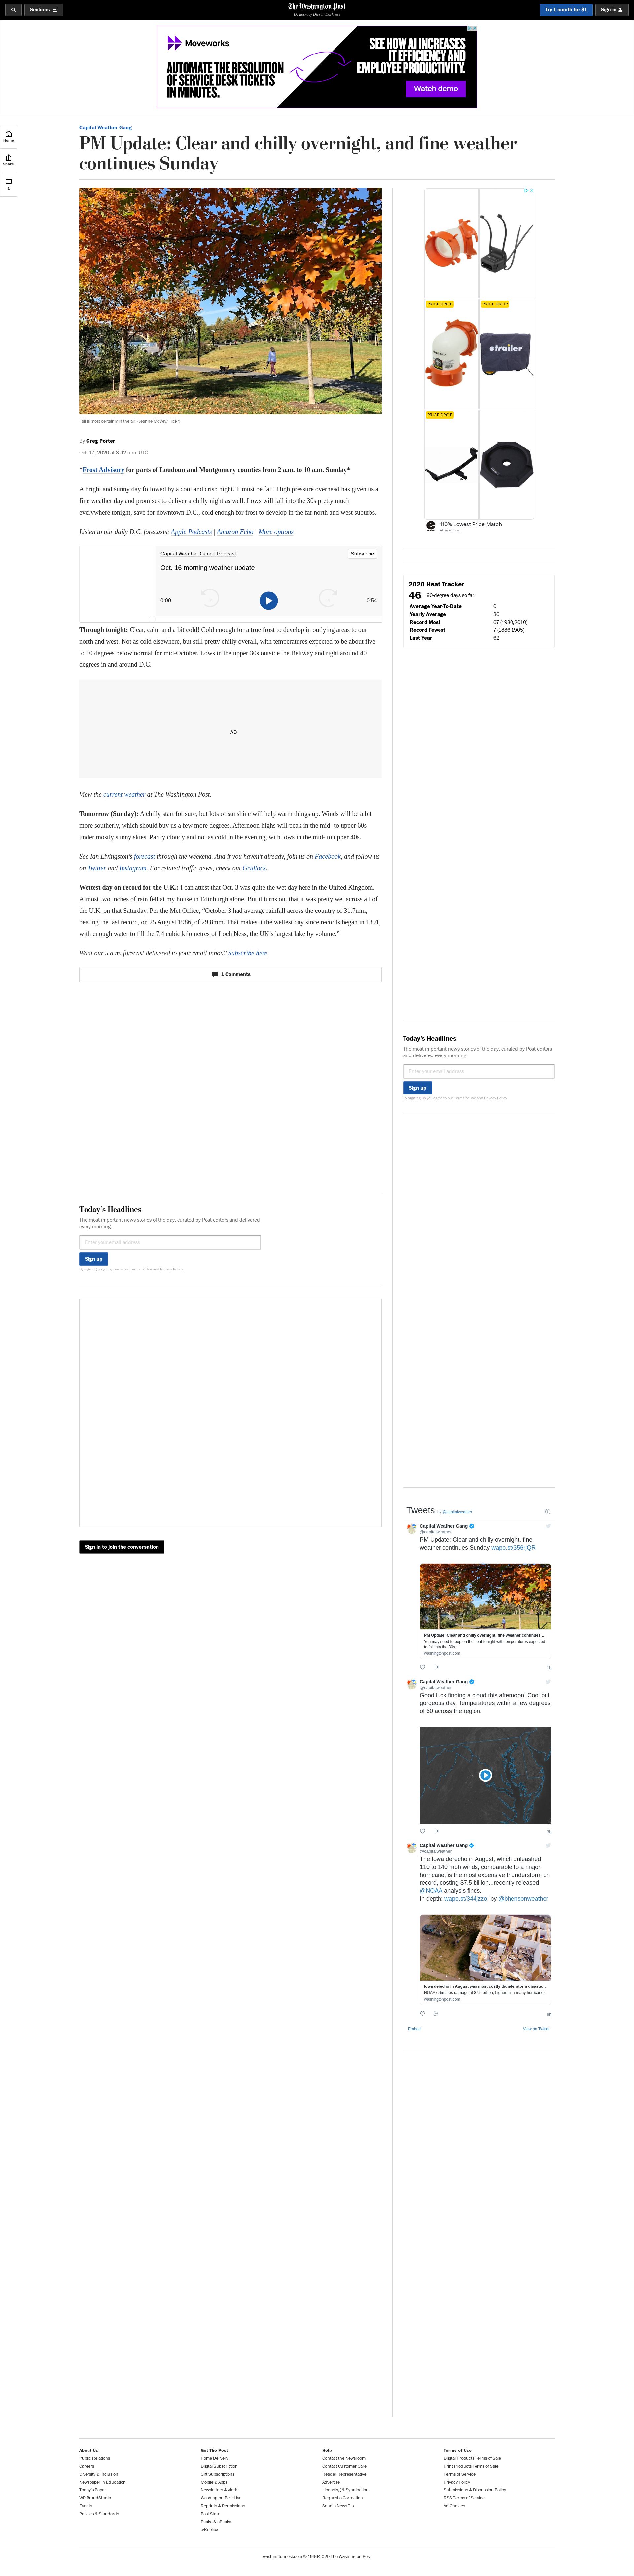 Sections
The Washington Post
Democracy Dies in Darkness
Try 1 month for $1
Sign in
Moveworks
AUTOMATE THE RESOLUTION
OF SERVICE DESK TICKETS
IN MINUTES.
SEE HOW AI INCREASES
IT EFFICIENCY AND
EMPLOYEE PRODUCTIVITY.
Watch demo
Home
Share
1
Capital Weather Gang
PM Update: Clear and chilly overnight, and fine weather
continues Sunday
Fall is most certainly in the air. (Jeannie McVay/Flickr)
By Greg Porter
Oct. 17, 2020 at 8:42 p.m. UTC
*Frost Advisory for parts of Loudoun and Montgomery counties from 2 a.m. to 10 a.m. Sunday*
A bright and sunny day followed by a cool and crisp night. It must be fall! High pressure overhead has given us a
fine weather day and promises to deliver a chilly night as well. Lows will fall into the 30s pretty much
everywhere tonight, save for downtown D.C., cold enough for frost to develop in the far north and west suburbs.
Listen to our daily D.C. forecasts: Apple Podcasts | Amazon Echo | More options
Capital Weather Gang | Podcast
Subscribe
Oct. 16 morning weather update
0:00
0:54
Through tonight: Clear, calm and a bit cold! Cold enough for a true frost to develop in outlying areas to our
north and west. Not as cold elsewhere, but still pretty chilly overall, with temperatures expected to be about five
to 10 degrees below normal for mid-October. Lows in the upper 30s outside the Beltway and right around 40
degrees in and around D.C.
AD
View the current weather at The Washington Post.
Tomorrow (Sunday): A chilly start for sure, but lots of sunshine will help warm things up. Winds will be a bit
more southerly, which should buy us a few more degrees. Afternoon highs will peak in the mid- to upper 60s
under mostly sunny skies. Partly cloudy and not as cold in the evening, with lows in the mid- to upper 40s.
See Ian Livingston's forecast through the weekend. And if you haven't already, join us on Facebook, and follow us
on Twitter and Instagram. For related traffic news, check out Gridlock.
Wettest day on record for the U.K.: I can attest that Oct. 3 was quite the wet day here in the United Kingdom.
Almost two inches of rain fell at my house in Edinburgh alone. But it turns out that it was pretty wet across all of
the U.K. on that Saturday. Per the Met Office, “October 3 had average rainfall across the country of 31.7mm,
beating the last record, on 25 August 1986, of 29.8mm. That makes it the wettest day since records began in 1891,
with enough water to fill the 7.4 cubic kilometres of Loch Ness, the UK's largest lake by volume.”
Want our 5 a.m. forecast delivered to your email inbox? Subscribe here.
1 Comments
Today's Headlines
The most important news stories of the day, curated by Post editors and delivered
every morning.
Enter your email address
Sign up
By signing up you agree to our Terms of Use and Privacy Policy
Sign in to join the conversation
PRICE DROP
PRICE DROP
etrailer
PRICE DROP
110% Lowest Price Match
etrailer.com
2020 Heat Tracker
46 90-degree days so far
Average Year-To-Date 0
Yearly Average 36
Record Most 67 (1980,2010)
Record Fewest 7 (1886,1905)
Last Year 62
Today's Headlines
The most important news stories of the day, curated by Post editors
and delivered every morning.
Enter your email address
Sign up
By signing up you agree to our Terms of Use and Privacy Policy
Tweets by @capitalweather
Capital Weather Gang
@capitalweather
PM Update: Clear and chilly overnight, fine
weather continues Sunday wapo.st/356rjQR
PM Update: Clear and chilly overnight, fine weather continues ...
You may need to pop on the heat tonight with temperatures expected
to fall into the 30s.
washingtonpost.com
Capital Weather Gang
@capitalweather
Good luck finding a cloud this afternoon! Cool but
gorgeous day. Temperatures within a few degrees
of 60 across the region.
Capital Weather Gang
@capitalweather
The Iowa derecho in August, which unleashed
110 to 140 mph winds, comparable to a major
hurricane, is the most expensive thunderstorm on
record, costing $7.5 billion...recently released
@NOAA analysis finds.
In depth: wapo.st/344jzzo, by @bhensonweather
Iowa derecho in August was most costly thunderstorm disaste...
NOAA estimates damage at $7.5 billion, higher than many hurricanes.
washingtonpost.com
Embed
View on Twitter
About Us
Public Relations
Careers
Diversity & Inclusion
Newspaper in Education
Today's Paper
WP BrandStudio
Events
Policies & Standards
Get The Post
Home Delivery
Digital Subscription
Gift Subscriptions
Mobile & Apps
Newsletters & Alerts
Washington Post Live
Reprints & Permissions
Post Store
Books & eBooks
e-Replica
Help
Contact the Newsroom
Contact Customer Care
Reader Representative
Advertise
Licensing & Syndication
Request a Correction
Send a News Tip
Terms of Use
Digital Products Terms of Sale
Print Products Terms of Sale
Terms of Service
Privacy Policy
Submissions & Discussion Policy
RSS Terms of Service
Ad Choices
washingtonpost.com © 1996-2020 The Washington Post